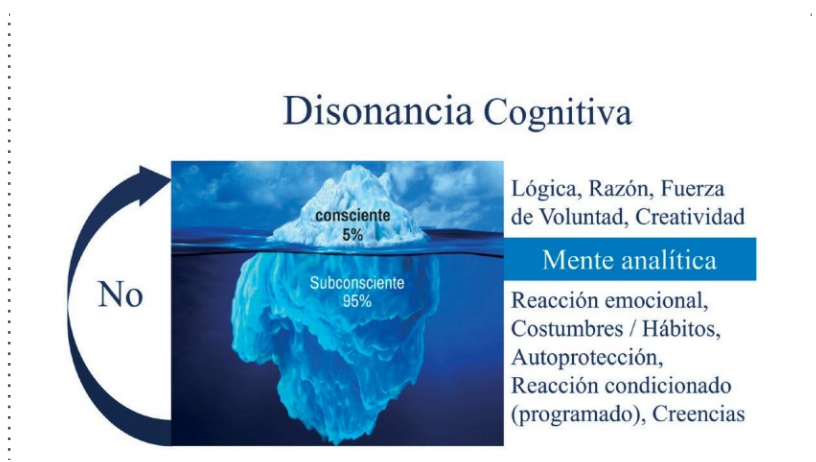 Disonancia Cognitiva
No
consciente
5%
Subconsciente
95%
Lógica, Razón, Fuerza
de Voluntad, Creatividad
Mente analítica
Reacción emocional,
Costumbres / Hábitos,
Autoprotección,
Reacción condicionado
(programado), Creencias